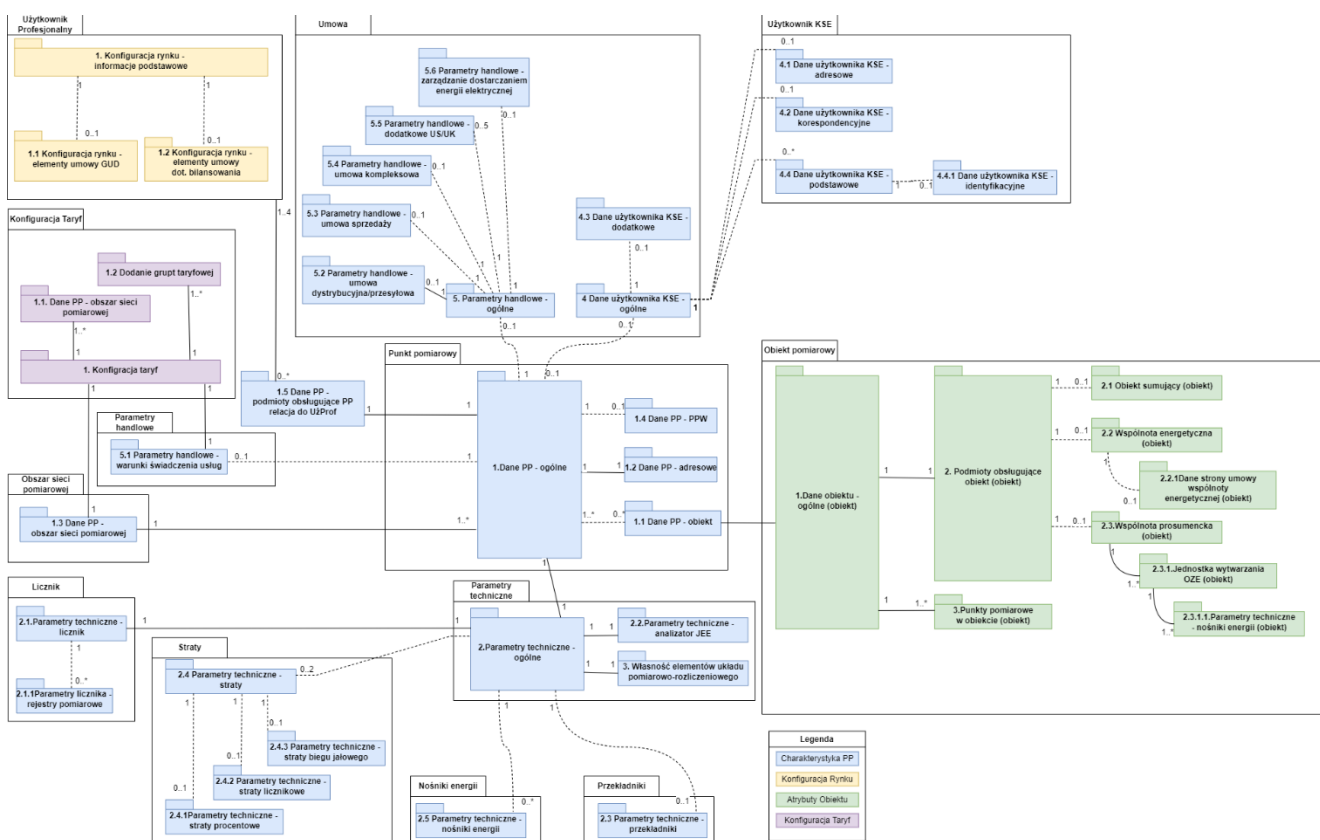 Użytkownik
Profesjonalny
1. Konfiguracja rynku -
informacje podstawowe
1
1
0..1
0..1
1.1 Konfiguracja rynku -
elementy umowy GUD
1.2 Konfiguracja rynku -
elementy umowy
dot. bilansowania
1..4
Umowa
5.6 Parametry handlowe -
zarządzanie dostarczaniem
energii elektrycznej
0..1
5.5 Parametry handlowe -
dodatkowe US/UK
0..5
5.4 Parametry handlowe -
umowa kompleksowa
0..1
5.3 Parametry handlowe -
umowa sprzedaży
0..1
5.2 Parametry handlowe -
umowa
dystrybucyjna/przesyłowa
0..1
1
1
1
1
1
5. Parametry handlowe -
ogólne
0..1
4.3 Dane użytkownika KSE -
dodatkowe
0..1
1
4 Dane użytkownika KSE -
ogólne
1
0..1
Użytkownik KSE
0..1
4.1 Dane użytkownika KSE -
adresowe
0..1
4.2 Dane użytkownika KSE -
korespondencyjne
0..*
4.4 Dane użytkownika KSE -
podstawowe
1
0..1
4.4.1 Dane użytkownika KSE -
identyfikacyjne
Konfiguracja Taryf
1.2 Dodanie grupt taryfowej
1..*
1.1. Dane PP - obszar sieci
pomiarowej
1..*
1
1
1. Konfigracja taryf
1
1
Parametry
handlowe
1
5.1 Parametry handlowe -
warunki świadczenia usług
0..1
Obszar sieci
pomiarowej
1
1.3 Dane PP -
obszar sieci pomiarowej
1
0..*
1.5 Dane PP -
podmioty obsługujące PP
relacja do UżProf
1
Punkt pomiarowy
1
0..1
1
1
1..*
1.Dane PP - ogólne
1
0..1
1.4 Dane PP - PPW
1
1
1.2 Dane PP - adresowe
1..*
0..*
1.1 Dane PP - obiekt
1
Obiekt pomiarowy
1.Dane obiektu -
ogólne (obiekt)
1
1
2. Podmioty obsługujące
obiekt (obiekt)
1
0..1
2.1 Obiekt sumujący (obiekt)
1
0..1
2.2 Wspólnota energetyczna
(obiekt)
1
0..1
2.2.1Dane strony umowy
wspólnoty
energetycznej (obiekt)
1
0..1
2.3.Wspólnota prosumencka
(obiekt)
1
1..*
2.3.1.Jednostka wytwarzania
OZE (obiekt)
1
1..*
2.3.1.1.Parametry techniczne
- nośniki energii (obiekt)
1
1..*
3.Punkty pomiarowe
w obiekcie (obiekt)
Licznik
2.1.Parametry techniczne -
licznik
1
1
0..*
2.1.1Parametry licznika -
rejestry pomiarowe
Straty
2.4 Parametry techniczne -
straty
0..2
1
1
1
0..1
2.4.3 Parametry techniczne -
straty biegu jałowego
0..1
2.4.2 Parametry techniczne -
straty licznikowe
0..1
2.4.1Parametry techniczne -
straty procentowe
Parametry
techniczne
1
1
1
2.Parametry techniczne -
ogólne
1
1
2.2.Parametry techniczne -
analizator JEE
1
1
3. Własność elementów układu
pomiarowo-rozliczeniowego
1
1
Nośniki energii
0..*
2.5 Parametry techniczne -
nośniki energii
Przekładniki
0..1
2.3 Parametry techniczne -
przekładniki
Legenda
Charakterystyka PP
Konfiguracja Rynku
Atrybuty Obiektu
Konfiguracja Taryf